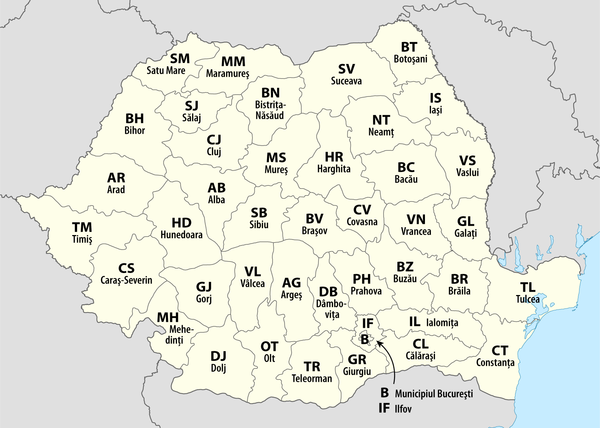 SM
Satu Mare
MM
Maramureș
BT
Botoșani
SV
Suceava
BN
Bistrița-
Năsăud
SJ
Sălaj
IS
Iași
BH
Bihor
NT
Neamț
CJ
Cluj
MS
Mureș
HR
Harghita
BC
Bacău
VS
Vaslui
AR
Arad
AB
Alba
SB
Sibiu
BV
Brașov
CV
Covasna
VN
Vrancea
GL
Galați
TM
Timiș
HD
Hunedoara
CS
Caraș-Severin
GJ
Gorj
VL
Vâlcea
AG
Argeș
DB
Dâmbo-
vița
PH
Prahova
BZ
Buzău
BR
Brăila
TL
Tulcea
MH
Mehe-
dinți
IF
B
IL Ialomița
CL
Călărași
CT
Constanța
DJ
Dolj
OT
Olt
TR
Teleorman
GR
Giurgiu
B Municipiul București
IF Ilfov